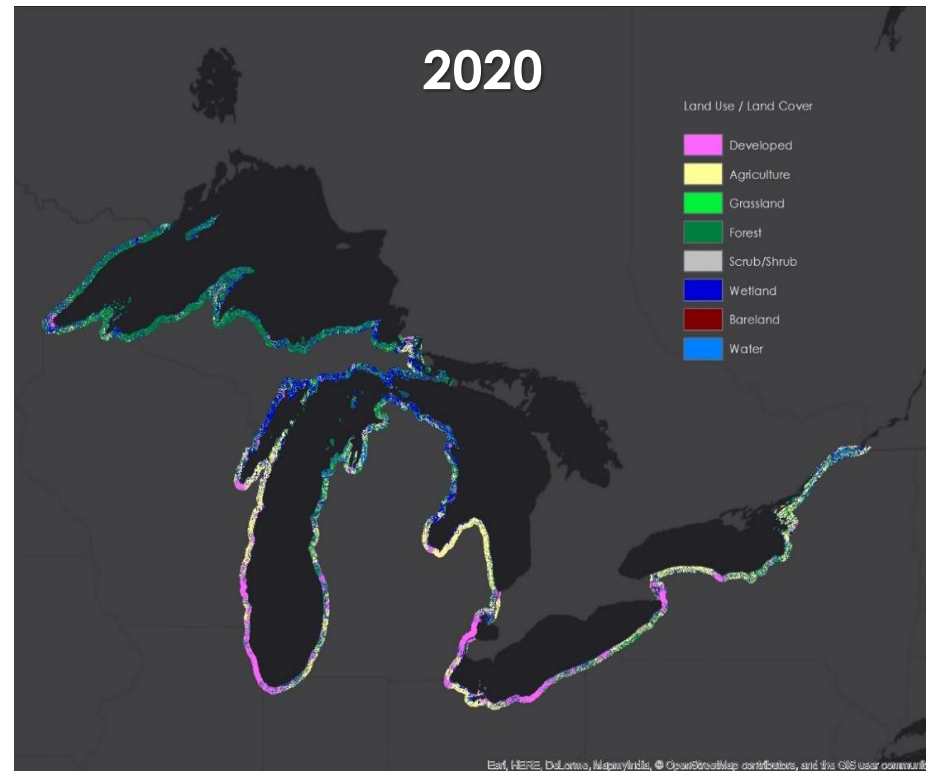 2020
Land Use / Land Cover
Developed
Agriculture
Grassland
Forest
Scrub/Shrub
Wetland
Bareland
Water
Esri, HERE, DeLorme, MapmyIndia, © OpenStreetMap contributors, and the GIS user communit